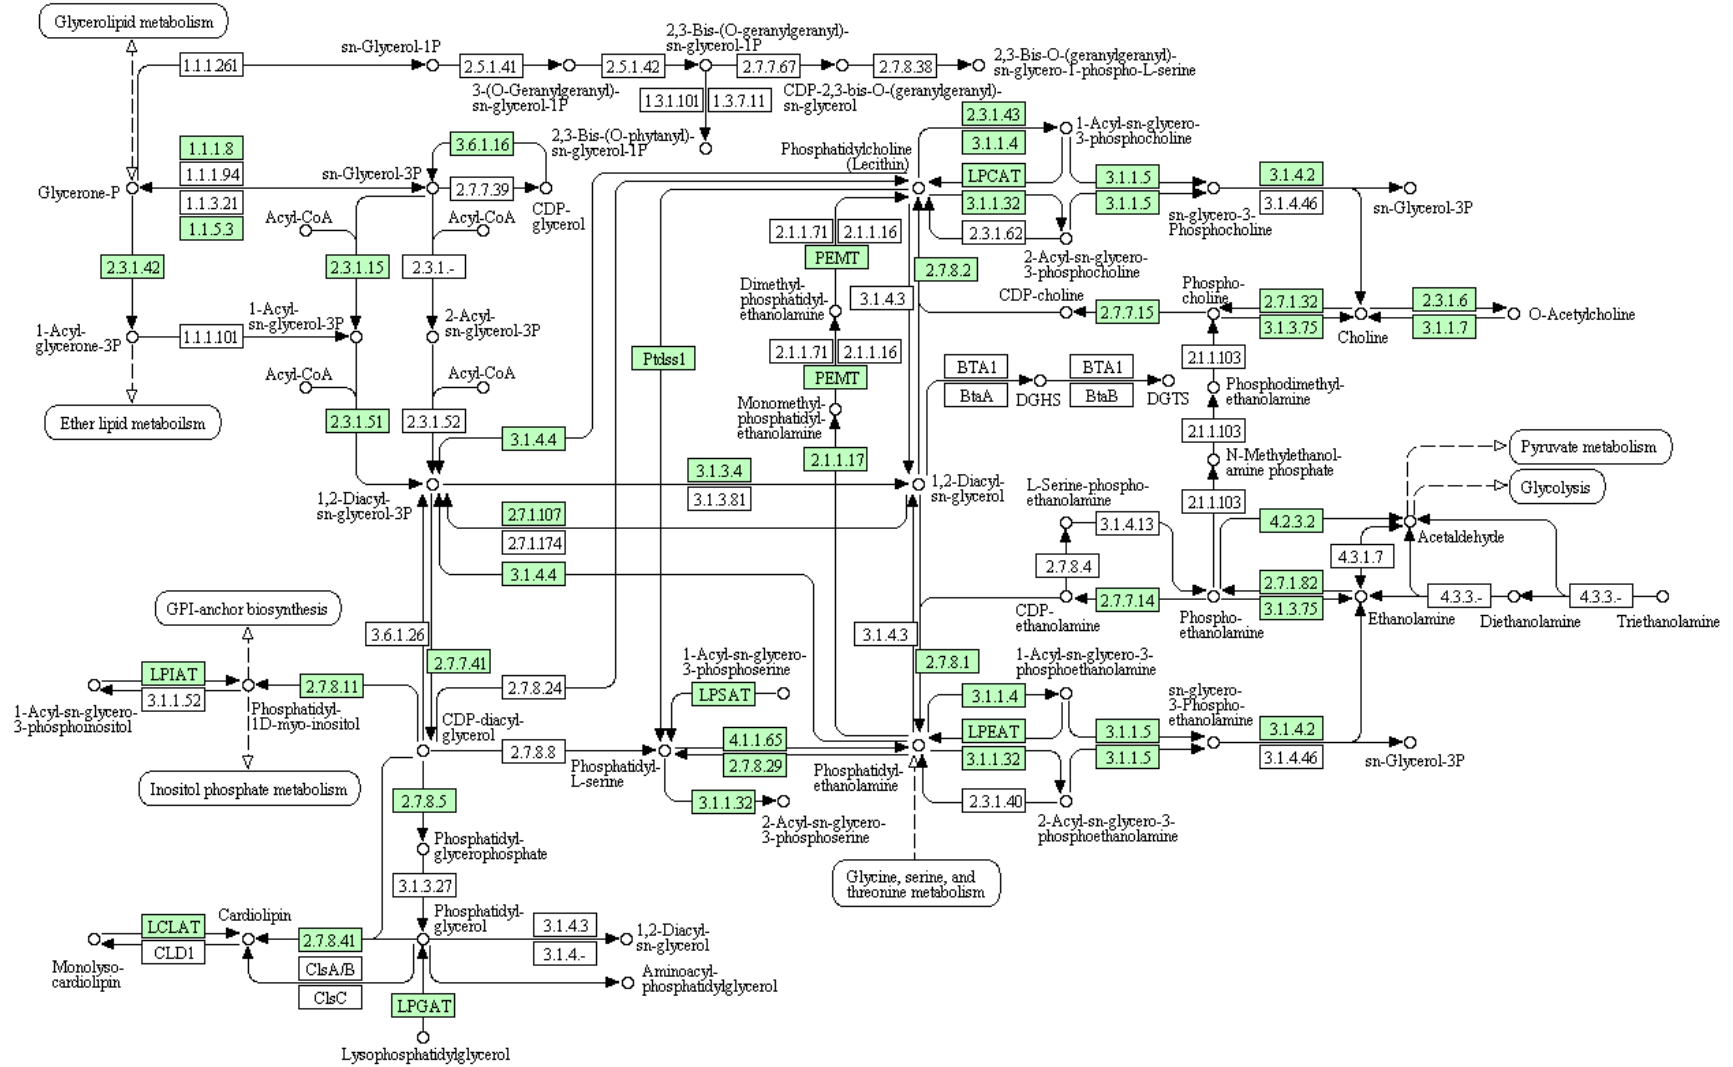 Glycerolipid metabolism
sn-Glycerol-1P
2,3-Bis-(O-geranylgeranyl)-
sn-glycerol-1P
1.1.1.261
2.5.1.41
2.5.1.42
2.7.7.67
2.7.8.38
2,3-Bis-O-(geranylgeranyl)-
sn-glycero-1-phospho-L-serine
3-(O-Geranylgeranyl)-
sn-glycerol-1P
1.3.1.101
1.3.7.11
CDP-2,3-bis-O-(geranylgeranyl)-
sn-glycerol
2,3-Bis-(O-phytanyl)-
sn-glycerol-1P
2.3.1.43
1-Acyl-sn-glycero-
3-phosphocholine
3.6.1.16
Phosphatidylcholine
(Lecithin)
3.1.1.4
1.1.1.8
1.1.1.94
sn-Glycerol-3P
Glycerone-P
2.7.7.39
LPCAT
3.1.1.5
3.1.4.2
1.1.3.21
1.1.5.3
CDP-
glycerol
3.1.1.32
3.1.1.5
3.1.4.46
sn-Glycerol-3P
sn-glycero-3-
Phosphocholine
Acyl-CoA
Acyl-CoA
2.1.1.71
2.1.1.16
2.3.1.62
PEMT
2-Acyl-sn-glycero-
3-phosphocholine
2.3.1.42
2.3.1.15
2.3.1.-
2.7.8.2
Dimethyl-
phosphatidyl-
ethanolamine
3.1.4.3
CDP-choline
Phospho-
choline
2.7.1.32
2.3.1.6
2.7.7.15
O-Acetylcholine
3.1.3.75
3.1.1.7
Choline
1-Acyl-
glycerone-3P
1.1.1.101
1-Acyl-
sn-glycerol-3P
2-Acyl-
sn-glycerol-3P
Ptdss1
2.1.1.71
2.1.1.16
PEMT
2.1.1.103
BTA1
BTA1
BtaA
BtaB
DGHS
DGTS
Phosphodimethyl-
ethanolamine
Acyl-CoA
Acyl-CoA
Ether lipid metaboilsm
2.3.1.51
2.3.1.52
3.1.4.4
Monomethyl-
phosphatidyl-
ethanolamine
2.1.1.17
2.1.1.103
N-Methylethanol-
amine phosphate
Pyruvate metabolism
Glycolysis
3.1.3.4
3.1.3.81
1,2-Diacyl-
sn-glycerol-3P
1,2-Diacyl-
sn-glycerol
L-Serine-phospho-
ethanolamine
2.1.1.103
2.7.1.107
2.7.1.174
3.1.4.13
4.2.3.2
Acetaldehyde
4.3.1.7
3.1.4.4
2.7.8.4
2.7.1.82
2.7.7.14
3.1.3.75
4.3.3.-
4.3.3.-
CDP-
ethanolamine
Phospho-
ethanolamine
Ethanolamine
Diethanolamine
Triethanolamine
GPI-anchor biosynthesis
3.6.1.26
3.1.4.3
2.7.7.41
2.7.8.1
1-Acyl-sn-glycero-
3-phosphoserine
1-Acyl-sn-glycero-3-
phosphoethanolamine
LPIAT
3.1.1.52
2.7.8.11
2.7.8.24
LPSAT
3.1.1.4
sn-glycero-
3-Phospho-
ethanolamine
1-Acyl-sn-glycero-
3-phosphoinositol
Phosphatidyl-
1D-myo-inositol
CDP-diacyl-
glycerol
LPEAT
3.1.1.5
3.1.4.2
2.7.8.8
4.1.1.65
2.7.8.29
3.1.1.32
3.1.1.5
3.1.4.46
sn-Glycerol-3P
Phosphatidyl-
L-serine
Phosphatidyl-
ethanolamine
Inositol phosphate metabolism
2.7.8.5
3.1.1.32
2.3.1.40
2-Acyl-sn-glycero-
3-phosphoserine
2-Acyl-sn-glycero-3-
phosphoethanolamine
Phosphatidyl-
glycerophosphate
Glycine, serine, and
threonine metabolism
3.1.3.27
LCLAT
CLD1
Cardiolipin
Phosphatidyl-
glycerol
3.1.4.3
3.1.4.-
1,2-Diacyl-
sn-glycerol
2.7.8.41
Monolyso-
cardiolipin
ClsA/B
ClsC
Aminoacyl-
phosphatidylglycerol
LPGAT
Lysophosphatidylglycerol